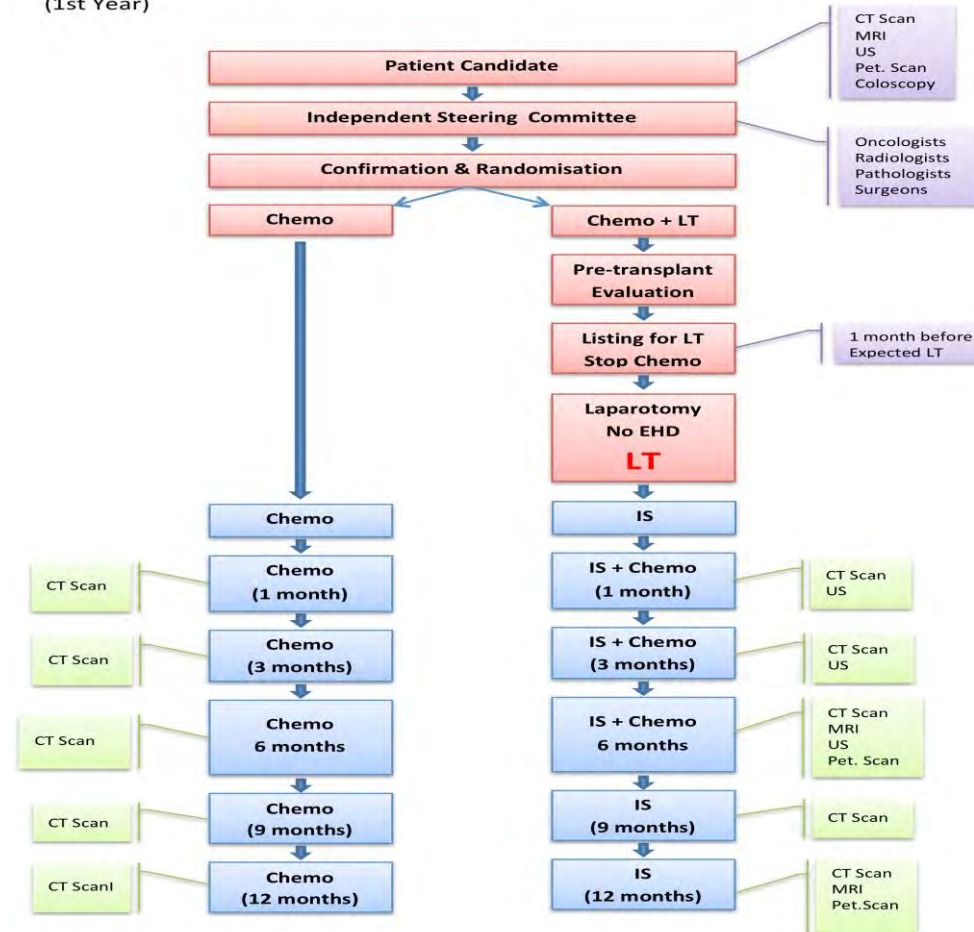 (1st Year)
CT Scan
MRI
US
Pet. Scan
Coloscopy
Patient Candidate
Independent Steering Committee
Oncologists
Radiologists
Pathologists
Surgeons
Confirmation & Randomisation
Chemo
Chemo + LT
Pre-transplant
Evaluation
Listing for LT
Stop Chemo
1 month before
Expected LT
Laparotomy
No EHD
LT
Chemo
IS
CT Scan
Chemo
(1 month)
IS + Chemo
(1 month)
CT Scan
US
CT Scan
Chemo
(3 months)
IS + Chemo
(3 months)
CT Scan
US
CT Scan
Chemo
6 months
IS + Chemo
6 months
CT Scan
MRI
US
Pet. Scan
CT Scan
Chemo
(9 months)
IS
(9 months)
CT Scan
CT ScanI
Chemo
(12 months)
IS
(12 months)
CT Scan
MRI
Pet.Scan